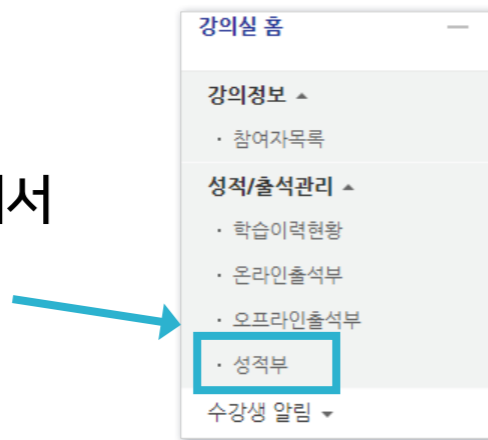 강의실 홈
강의정보 ▲
· 참여자목록
성적/출석관리 ▲
· 학습이력현황
· 온라인출석부
· 오프라인출석부
· 성적부
수강생 알림 ▼
서